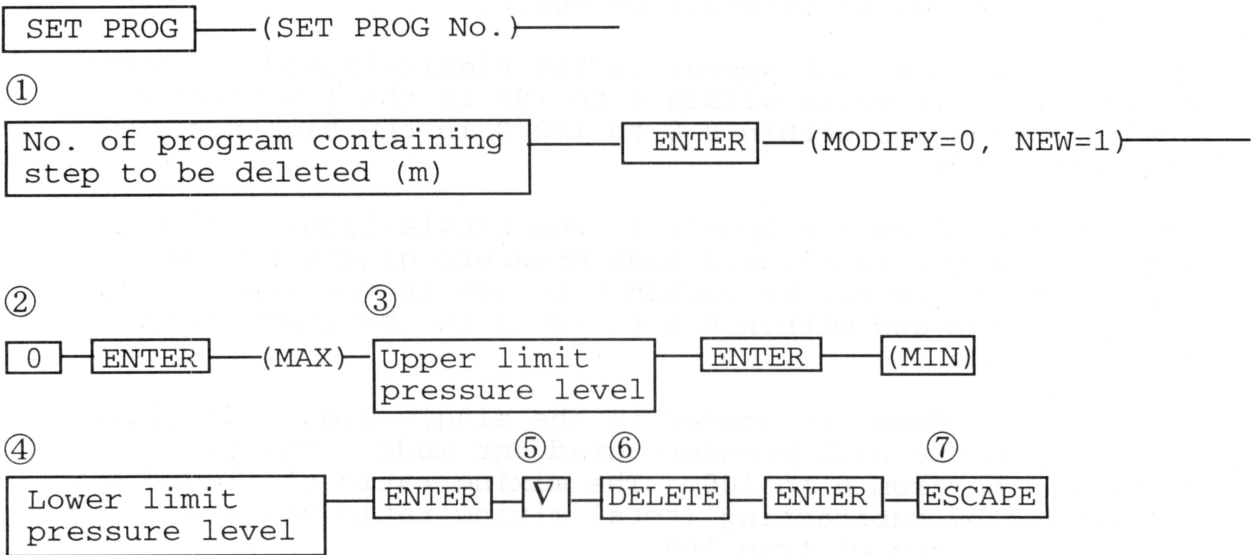 SET PROG (SET PROG No.)
①
No. of program containing
step to be deleted (m)
ENTER (MODIFY=0, NEW=1)
② ③
0 ENTER (MAX) Upper limit
pressure level
ENTER (MIN)
④ ⑤ ⑥ ⑦
Lower limit
pressure level
ENTER ∇ DELETE ENTER ESCAPE